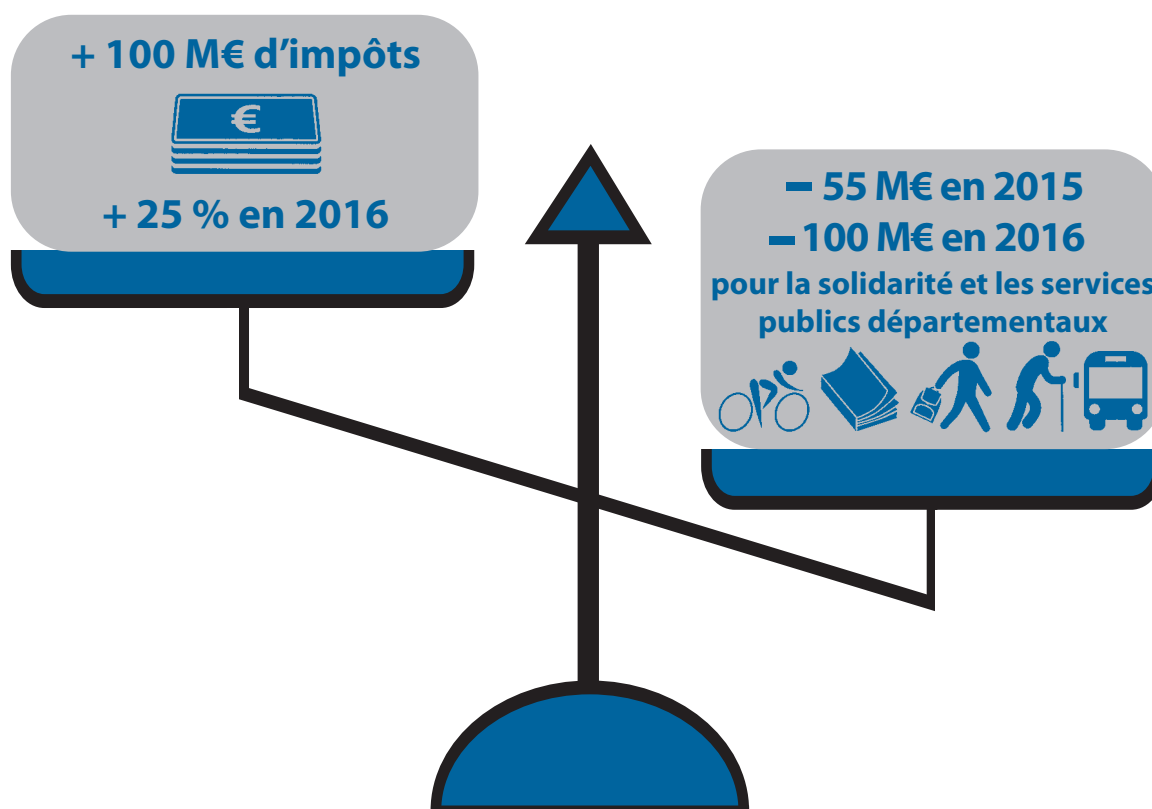 + 100 M€ d’impôts
€
+ 25 % en 2016
– 55 M€ en 2015
– 100 M€ en 2016
pour la solidarité et les services
publics départementaux